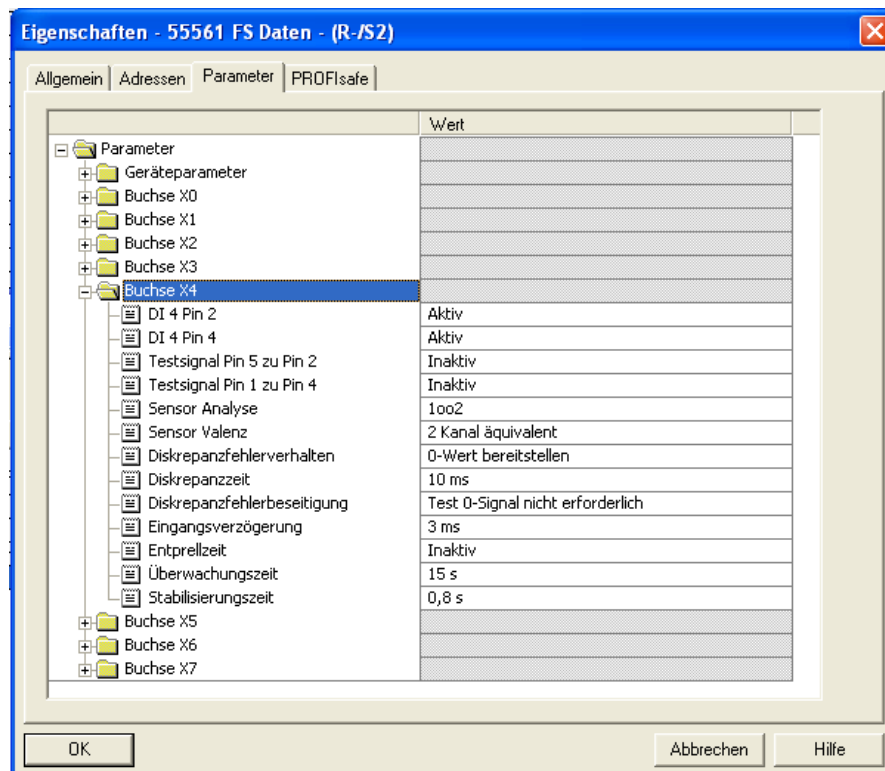 Eigenschaften - 55561 FS Daten - (R-/S2)
Allgemein Adressen Parameter PROFIsafe
Wert
Parameter
Geräteparameter
Buchse X0
Buchse X1
Buchse X2
Buchse X3
Buchse X4
DI 4 Pin 2 Aktiv
DI 4 Pin 4 Aktiv
Testsignal Pin 5 zu Pin 2 Inaktiv
Testsignal Pin 1 zu Pin 4 Inaktiv
Sensor Analyse 1oo2
Sensor Valenz 2 Kanal äquivalent
Diskrepanzfehlerverhalten 0-Wert bereitstellen
Diskrepanzzeit 10 ms
Diskrepanzfehlerbeseitigung Test 0-Signal nicht erforderlich
Eingangsverzögerung 3 ms
Entprellzeit Inaktiv
Überwachungszeit 15 s
Stabilisierungszeit 0,8 s
Buchse X5
Buchse X6
Buchse X7
OK Abbrechen Hilfe